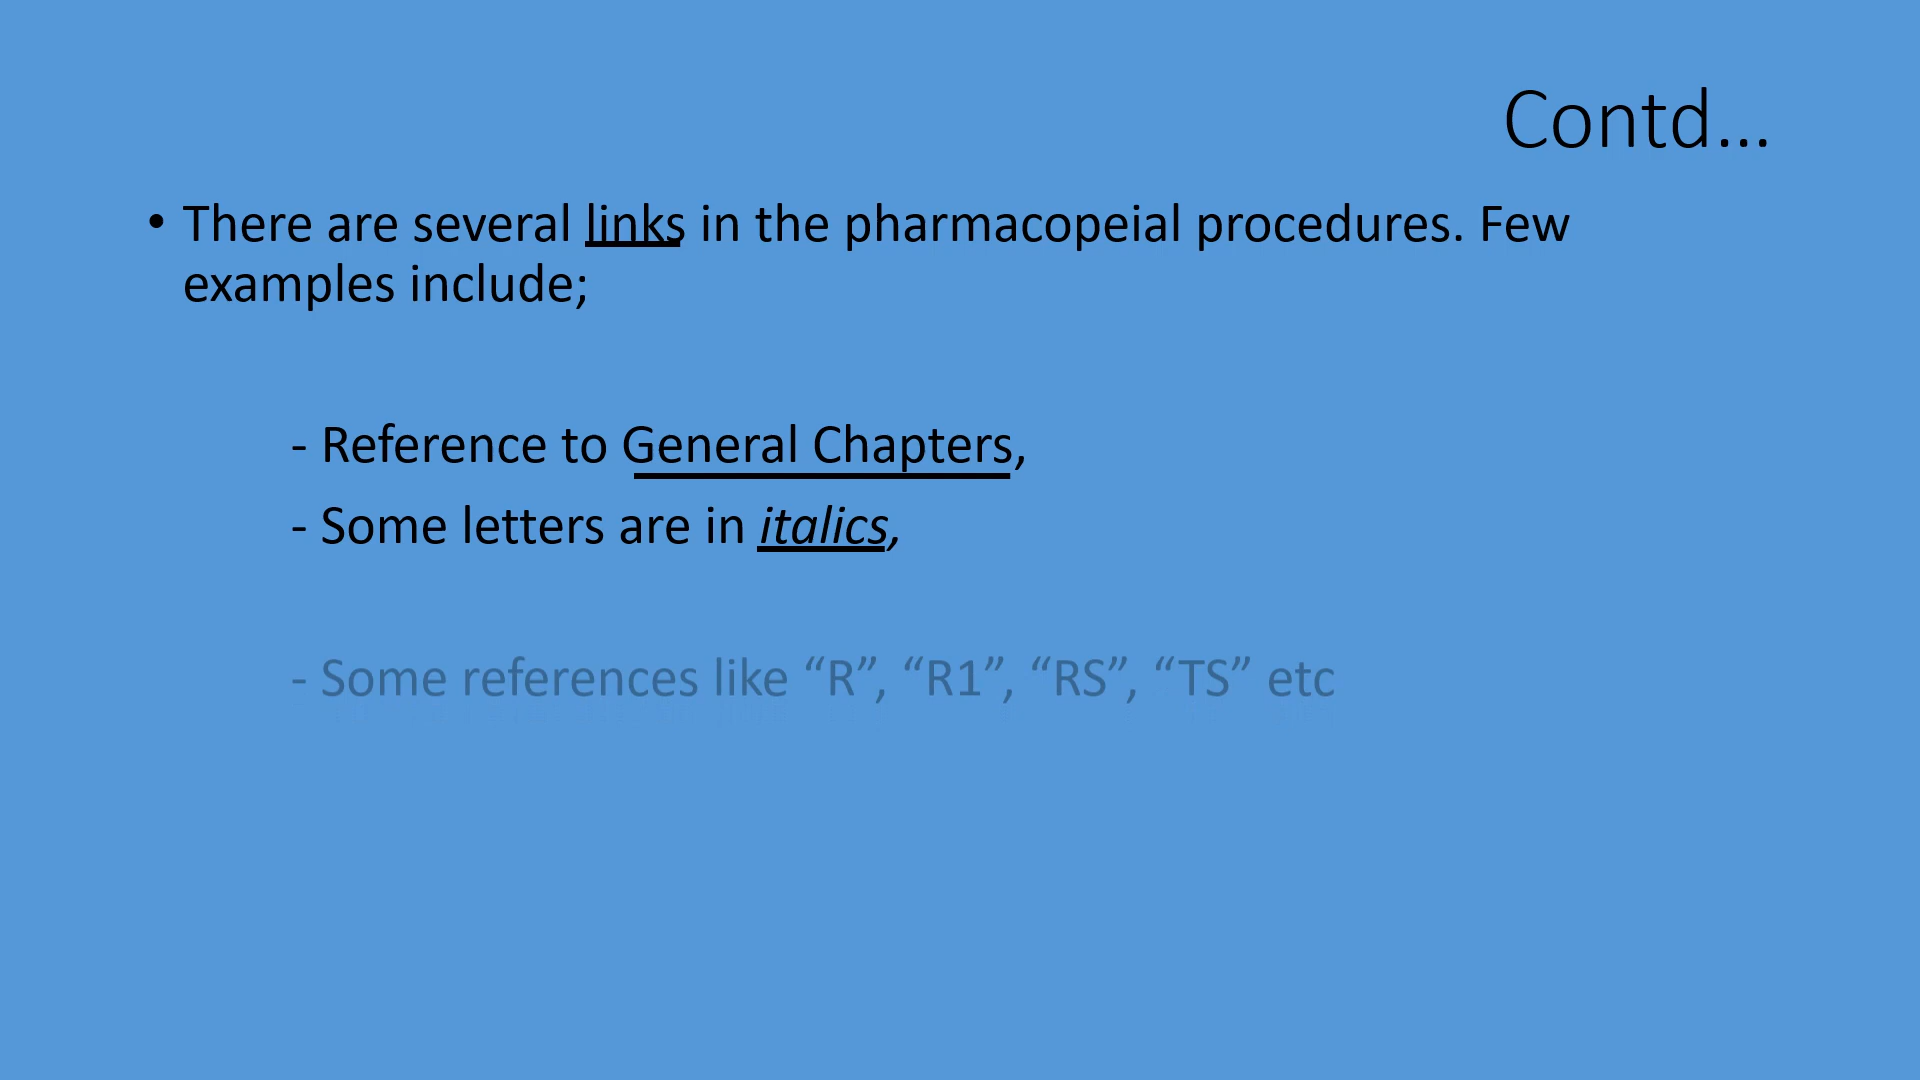 Contd...
• There are several links in the pharmacopeial procedures. Few
examples include;
- Reference to General Chapters,
- Some letters are in italics,
- Some references like “R”, “R1”, “RS”, “TS” etc